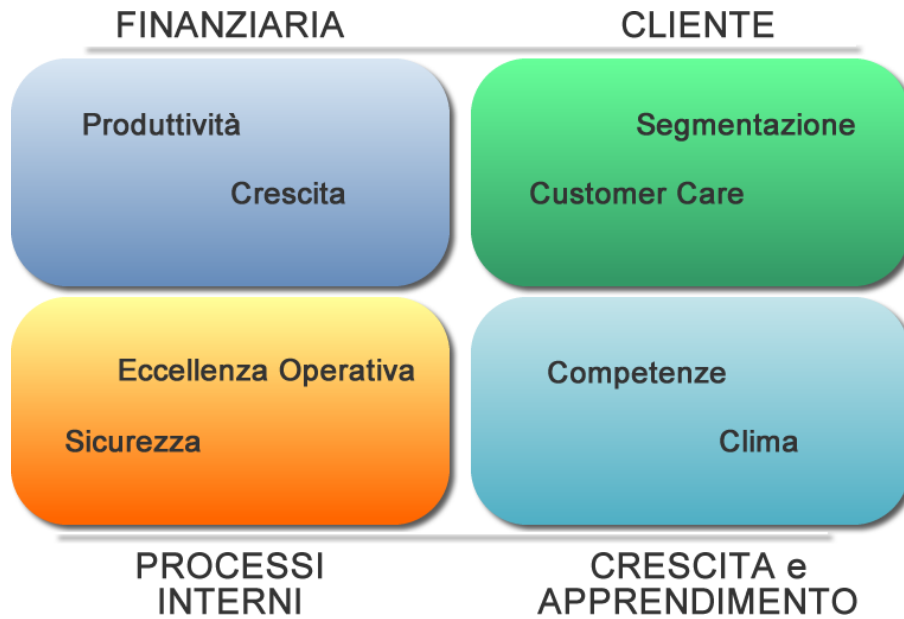 FINANZIARIA
CLIENTE
Produttività
Crescita
Segmentazione
Customer Care
Eccellenza Operativa
Sicurezza
Competenze
Clima
PROCESSI
INTERNI
CRESCITA e
APPRENDIMENTO